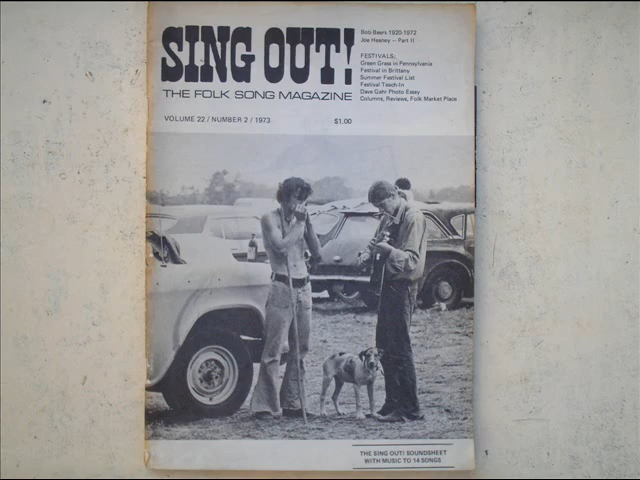 SING OUT!
THE FOLK SONG MAGAZINE
VOLUME 22 / NUMBER 2 / 1973 $1.00
Bob Beers 1920-1972
Joe Heaney — Part II
FESTIVALS:
Green Grass in Pennsylvania
Festival in Brittany
Summer Festival List
Festival Teach-In
Dave Gahr Photo Essay
Columns, Reviews, Folk Market Place
THE SING OUT! SOUNDSHEET
WITH MUSIC TO 14 SONGS